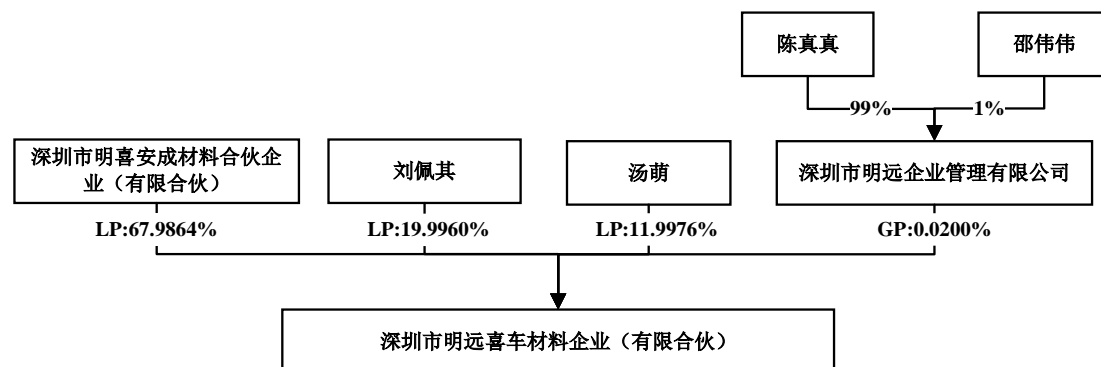 陈真真
邵伟伟
99%
1%
深圳市明喜安成材料合伙企
业（有限合伙）
刘佩其
汤萌
深圳市明远企业管理有限公司
LP:67.9864%
LP:19.9960%
LP:11.9976%
GP:0.0200%
深圳市明远喜车材料企业（有限合伙）